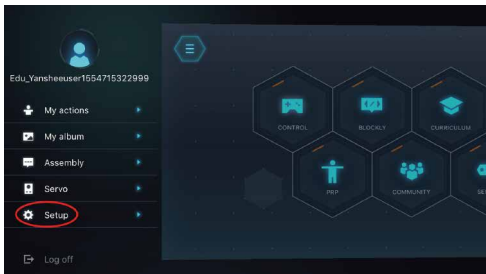 Edu_Yansheeuser1554715322999
My actions
My album
Assembly
Servo
Setup
Log off
CONTROL
BLOCKLY
CURRICULUM
PRP
COMMUNITY